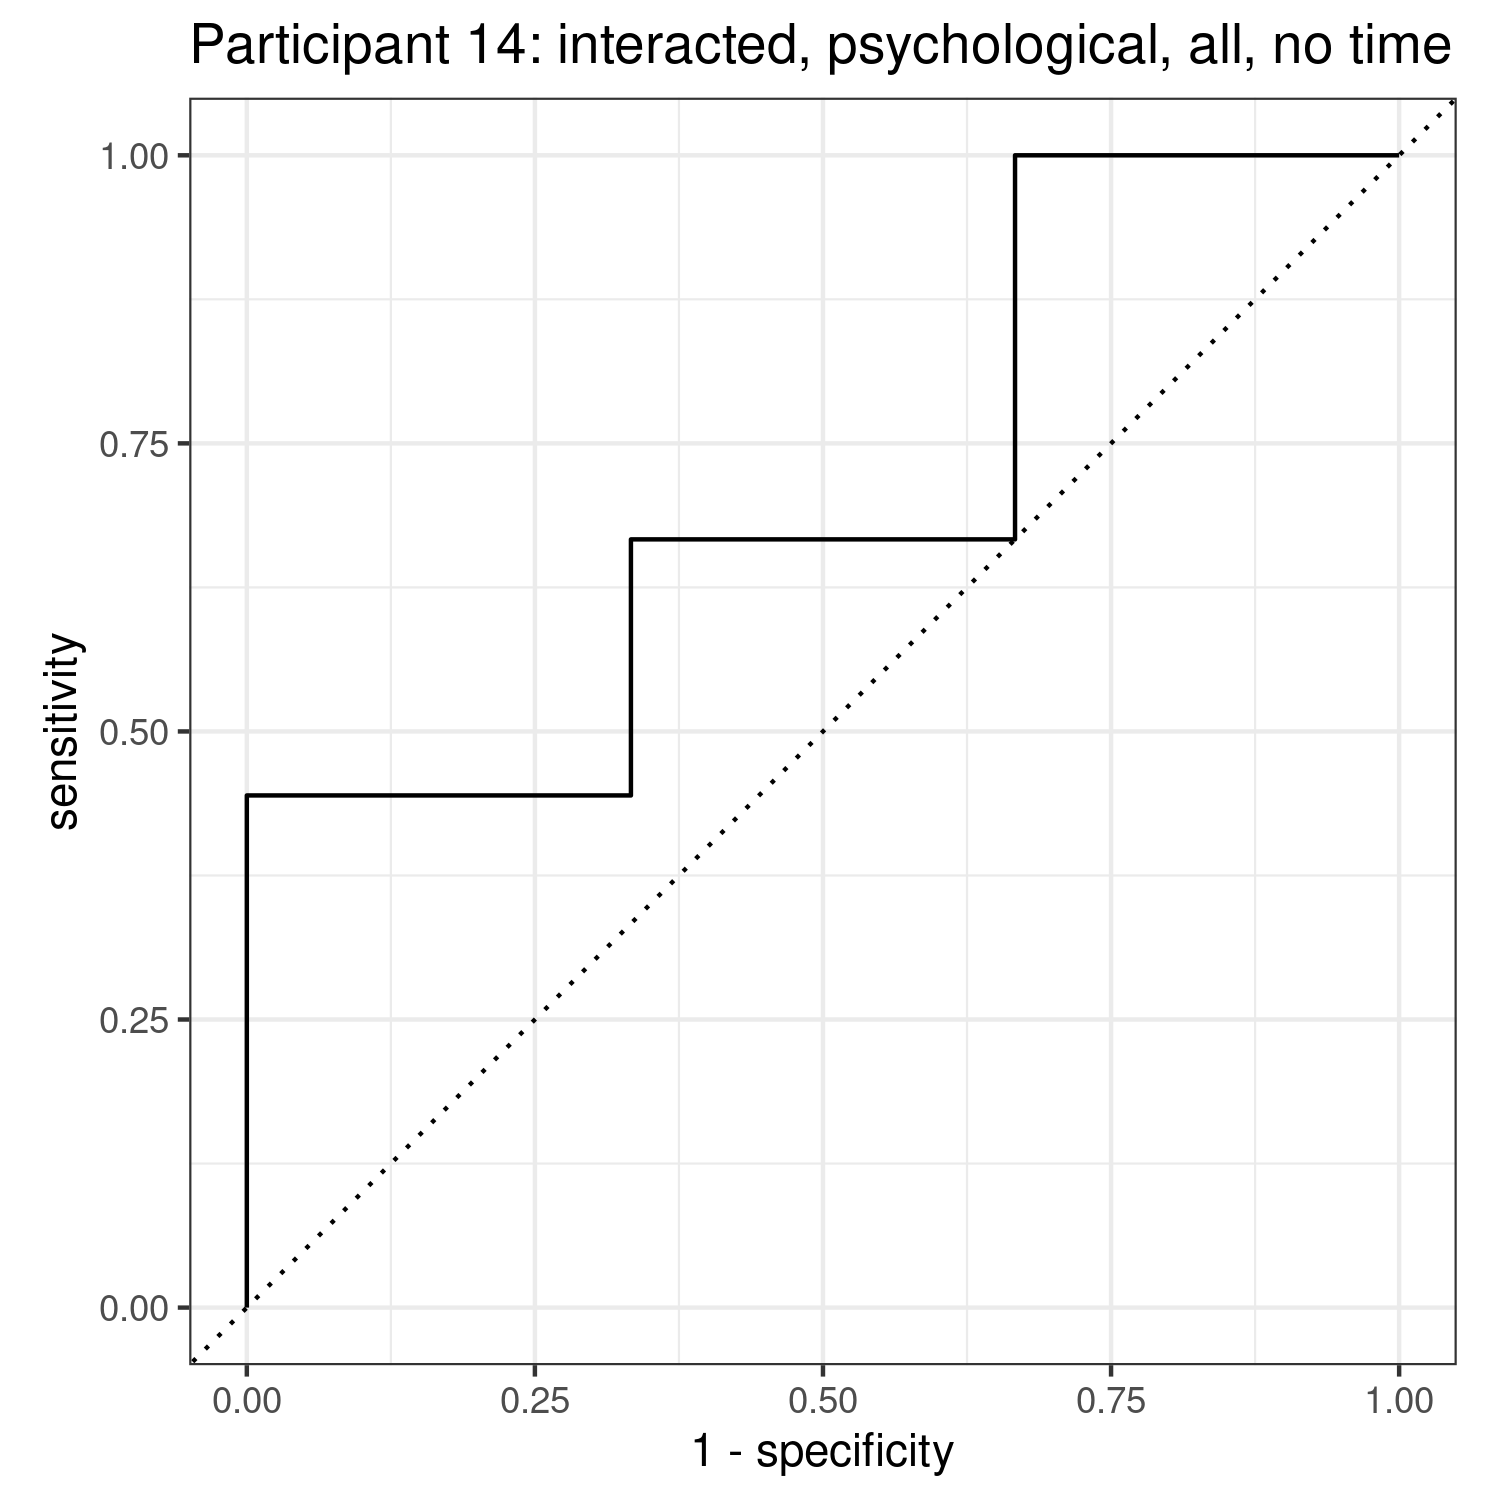 Participant 14: interacted, psychological, all, no time
sensitivity
1.00
0.75
0.50
0.25
0.00
0.00 0.25 0.50 0.75 1.00
1 - specificity